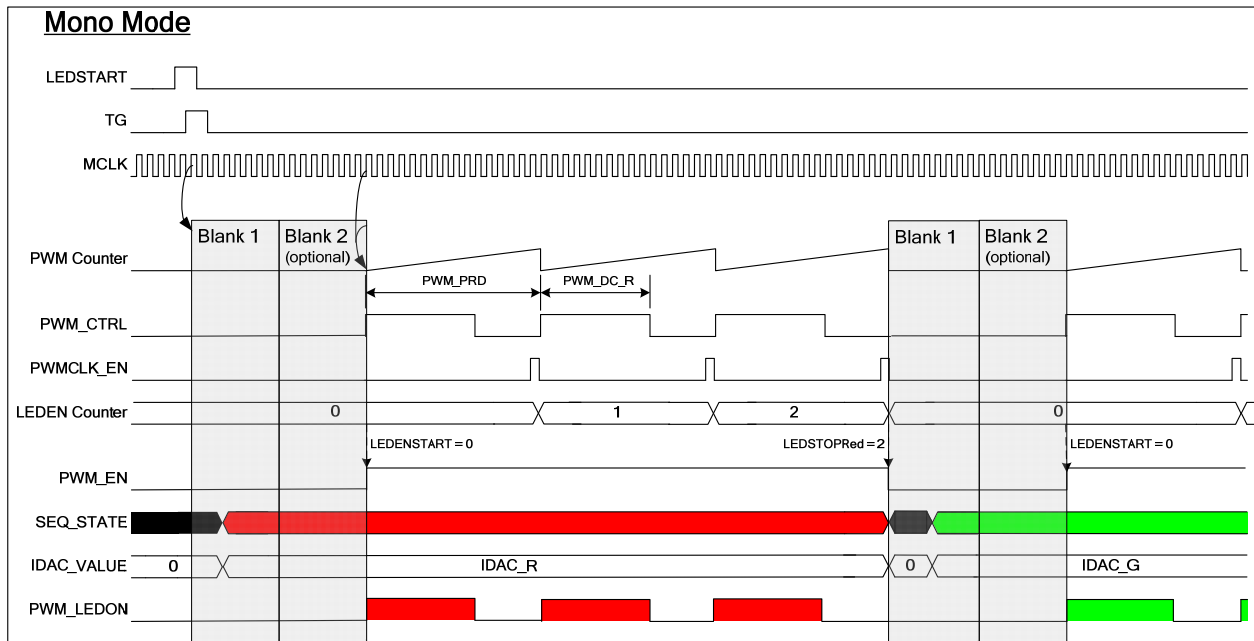 Mono Mode
LEDSTART
TG
MCLK
Blank 1
Blank 2
(optional)
Blank 1
Blank 2
(optional)
PWM Counter
PWM_PRD
PWM_DC_R
PWM_CTRL
PWMCLK_EN
LEDEN Counter
0
1
2
0
LEDENSTART = 0
LEDSTOPRed = 2
LEDENSTART = 0
PWM_EN
SEQ_STATE
IDAC_VALUE
0
IDAC_R
0
IDAC_G
PWM_LEDON